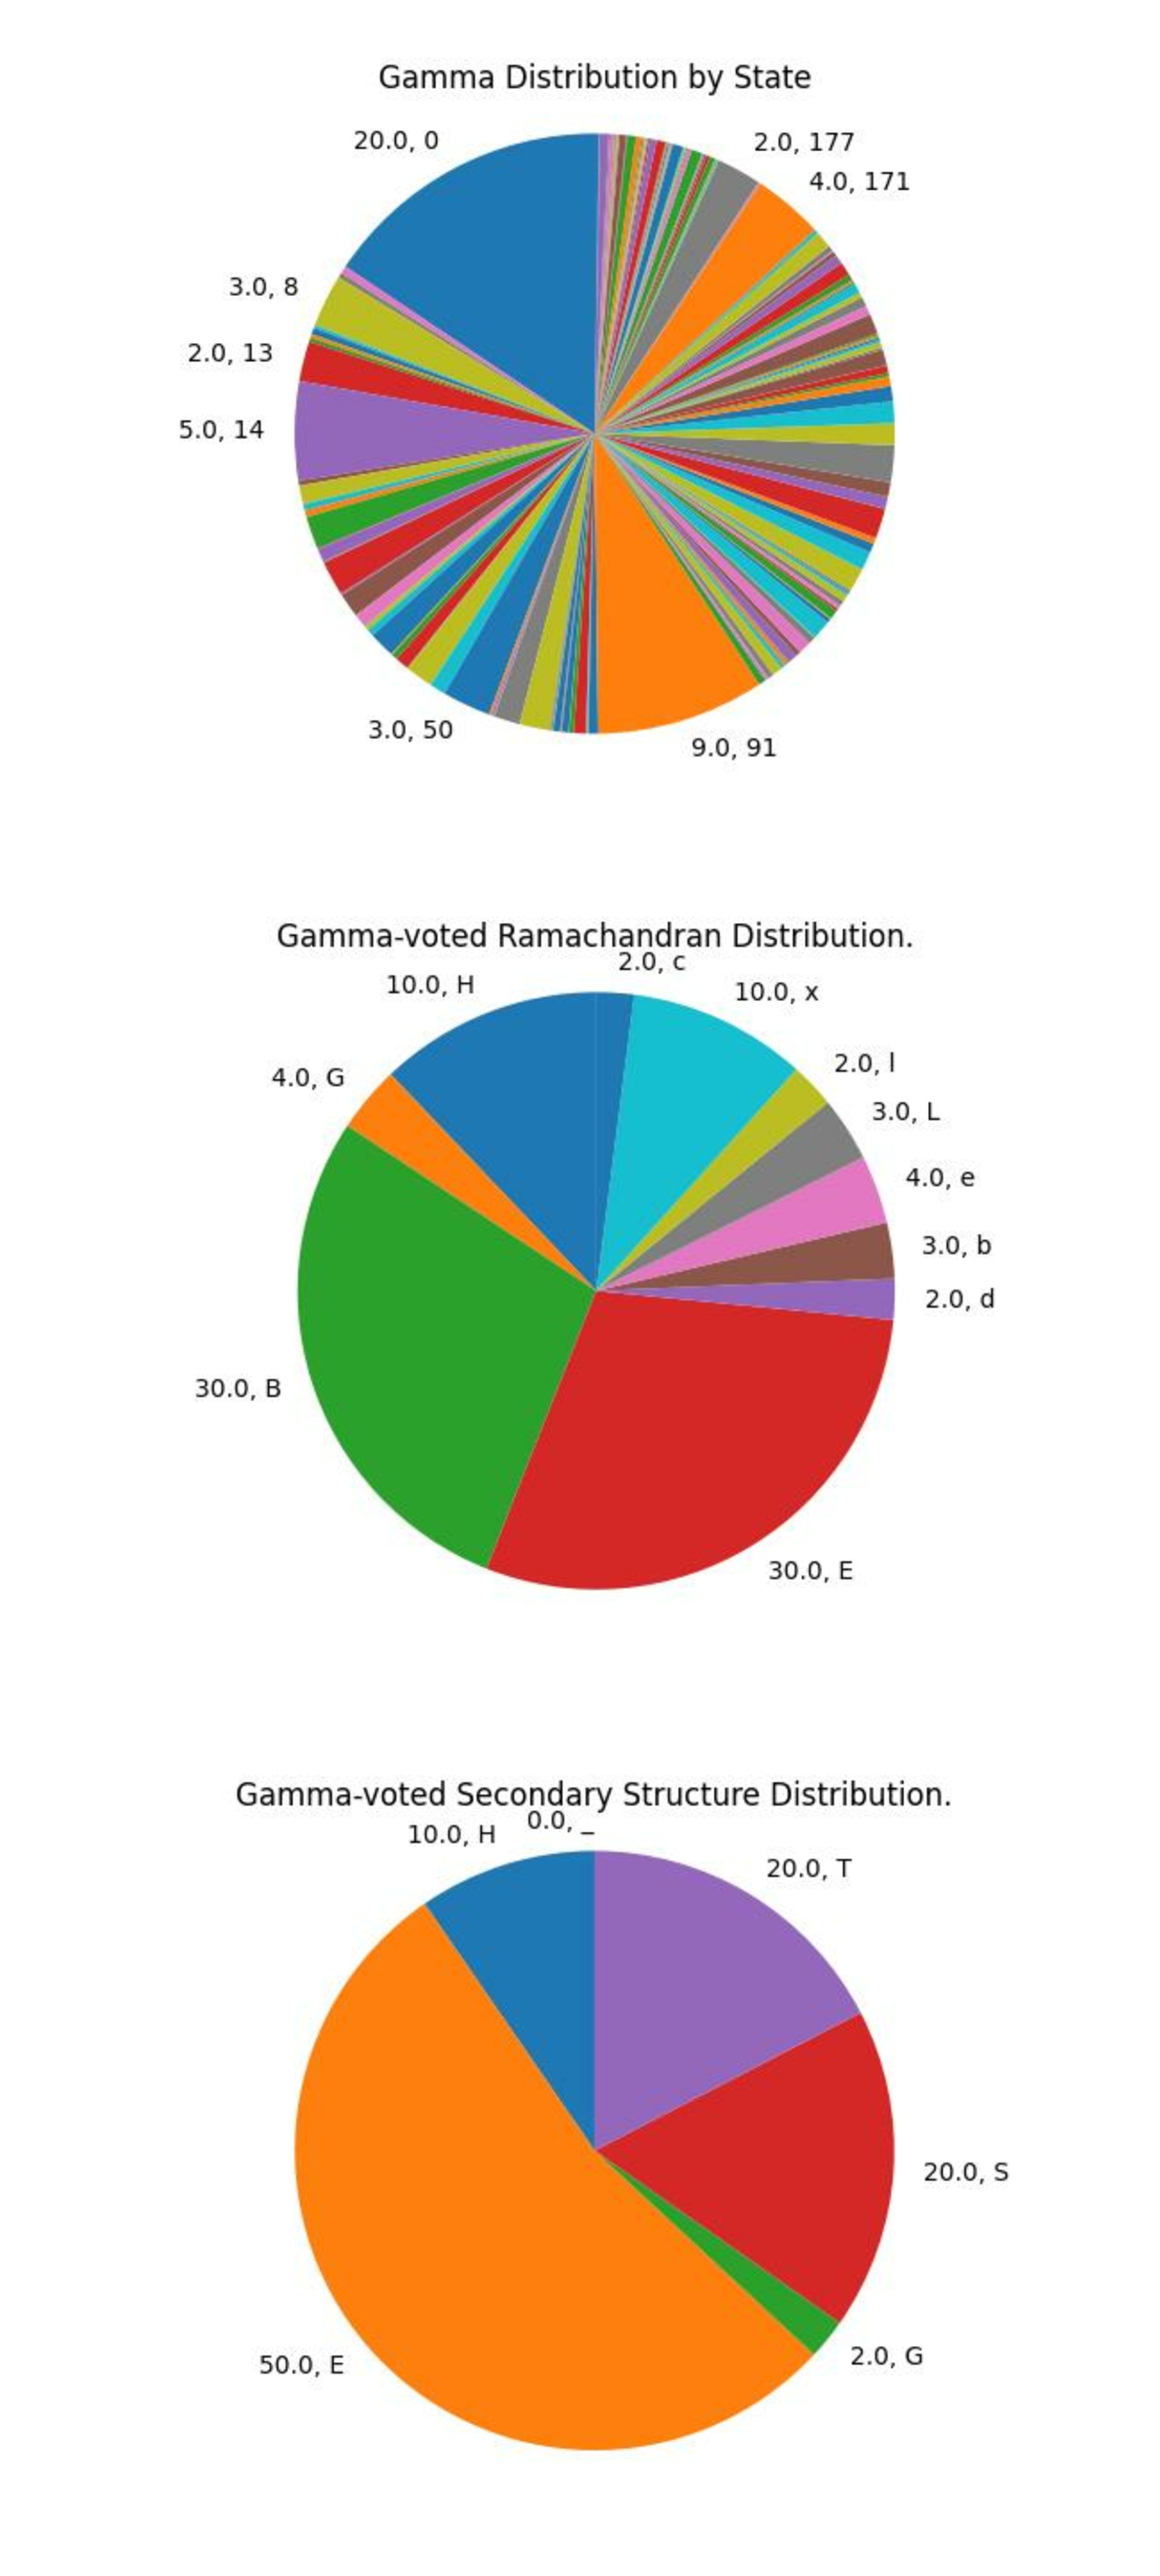 Gamma Distribution by State
20.0, 0
2.0, 177
4.0, 171
3.0, 8
2.0, 13
5.0, 14
3.0, 50
9.0, 91
Gamma-voted Ramachandran Distribution.
2.0, c
10.0, H
10.0, x
2.0, l
4.0, G
3.0, L
4.0, e
3.0, b
2.0, d
30.0, B
30.0, E
Gamma-voted Secondary Structure Distribution.
0.0, _
10.0, H
20.0, T
20.0, S
2.0, G
50.0, E